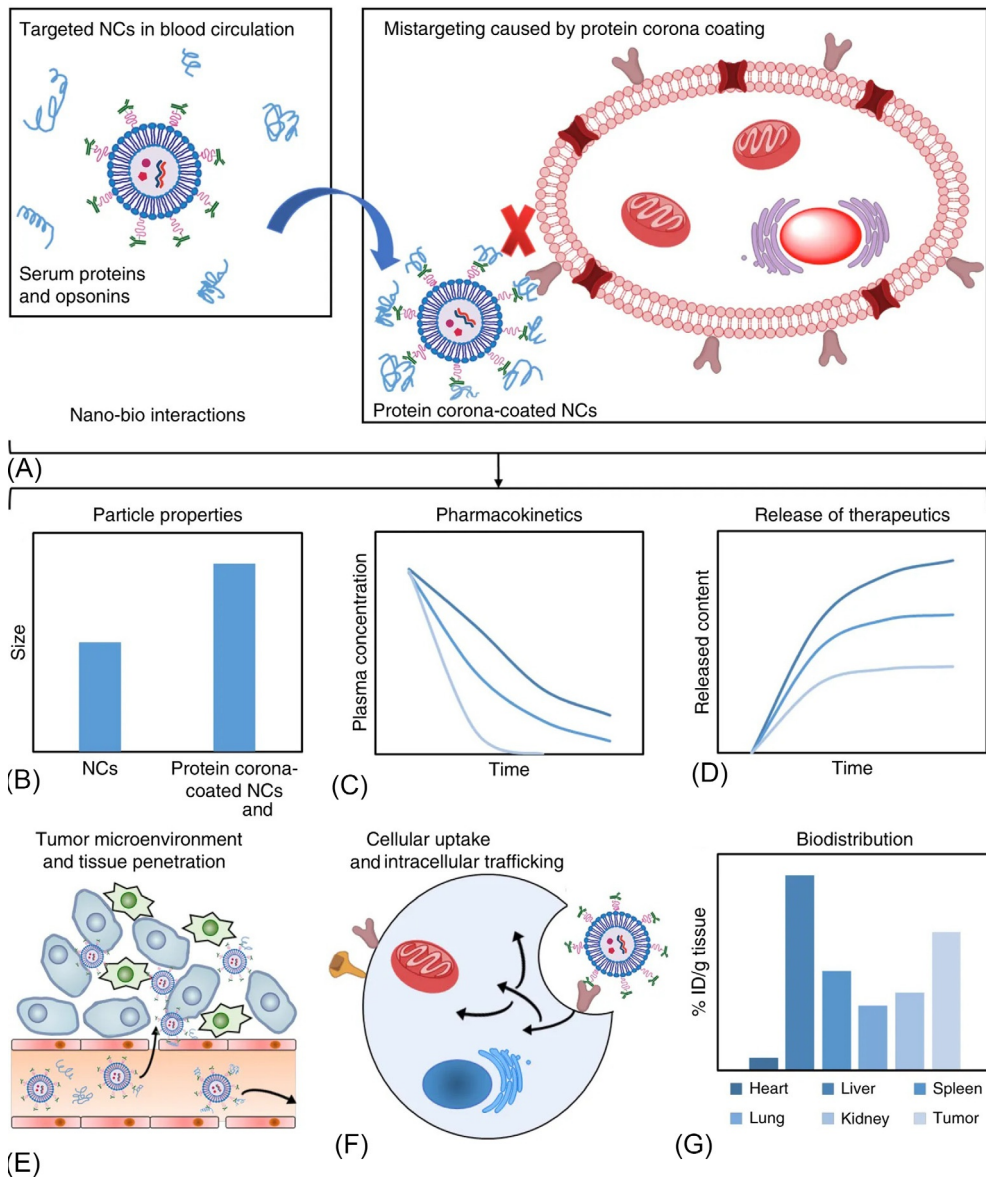 Targeted NCs in blood circulation
Serum proteins
and opsonins
Nano-bio interactions
Mistargeting caused by protein corona coating
Protein corona-coated NCs
(A)
Particle properties
Size
NCs
Protein corona-
coated NCs
and
(B)
Pharmacokinetics
Plasma concentration
Time
(C)
Release of therapeutics
Released content
Time
(D)
Tumor microenvironment
and tissue penetration
(E)
Cellular uptake
and intracellular trafficking
(F)
Biodistribution
% ID/g tissue
Heart Liver Spleen
Lung Kidney Tumor
(G)